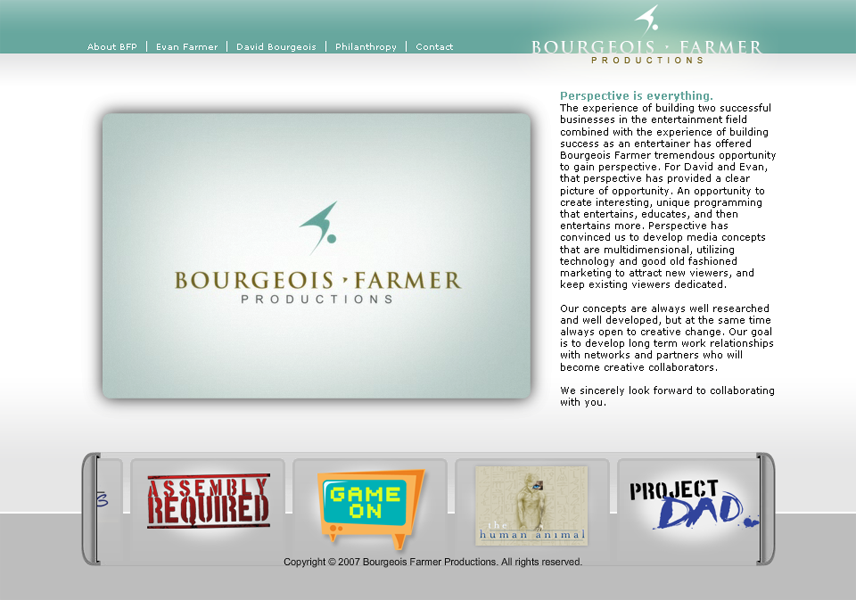 About BFP | Evan Farmer | David Bourgeois | Philanthropy | Contact
BOURGEOIS · FARMER
PRODUCTIONS
BOURGEOIS · FARMER
PRODUCTIONS
Perspective is everything.
The experience of building two successful
businesses in the entertainment field
combined with the experience of building
success as an entertainer has offered
Bourgeois Farmer tremendous opportunity
to gain perspective. For David and Evan,
that perspective has provided a clear
picture of opportunity. An opportunity to
create interesting, unique programming
that entertains, educates, and then
entertains more. Perspective has
convinced us to develop media concepts
that are multidimensional, utilizing
technology and good old fashioned
marketing to attract new viewers, and
keep existing viewers dedicated.
Our concepts are always well researched
and well developed, but at the same time
always open to creative change. Our goal
is to develop long term work relationships
with networks and partners who will
become creative collaborators.
We sincerely look forward to collaborating
with you.
ASSEMBLY
REQUIRED
GAME
ON
the
human animal
PROJECT
DAD
Copyright © 2007 Bourgeois Farmer Productions. All rights reserved.